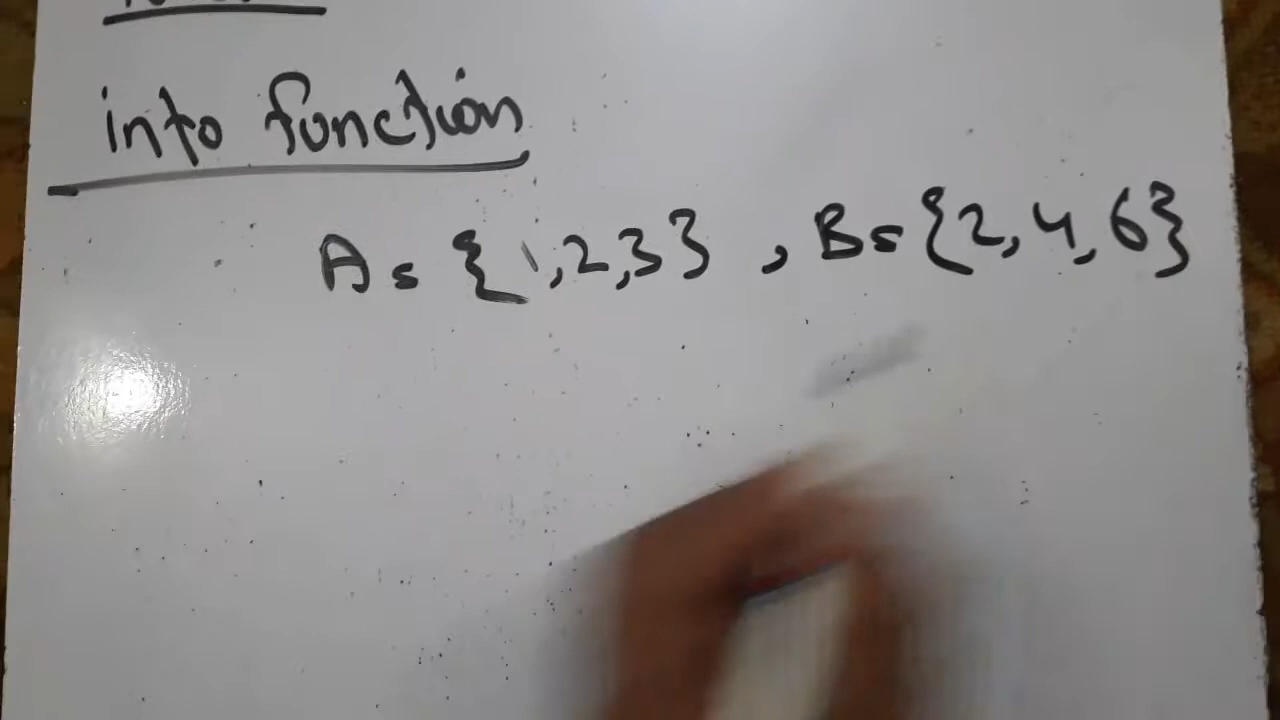 into function
A = {1,2,3} , B = {2,4,6}